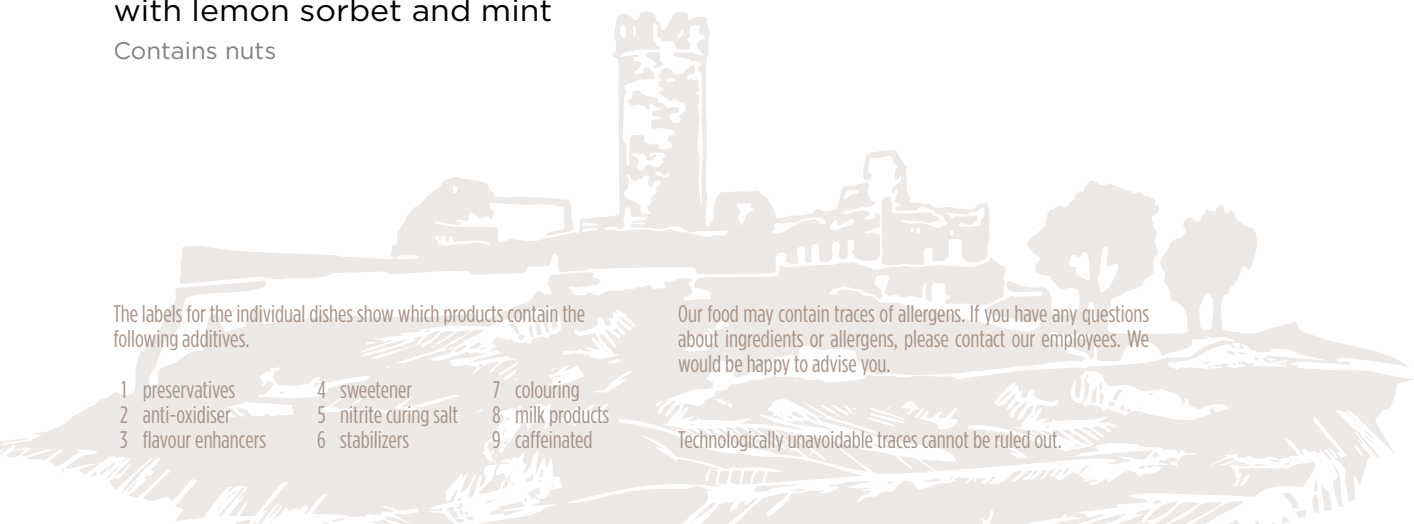 with lemon sorbet and mint
Contains nuts
The labels for the individual dishes show which products contain the
following additives.
1 preservatives
2 anti-oxidiser
3 flavour enhancers
4 sweetener
5 nitrite curing salt
6 stabilizers
7 colouring
8 milk products
9 caffeinated
Our food may contain traces of allergens. If you have any questions
about ingredients or allergens, please contact our employees. We
would be happy to advise you.
Technologically unavoidable traces cannot be ruled out.